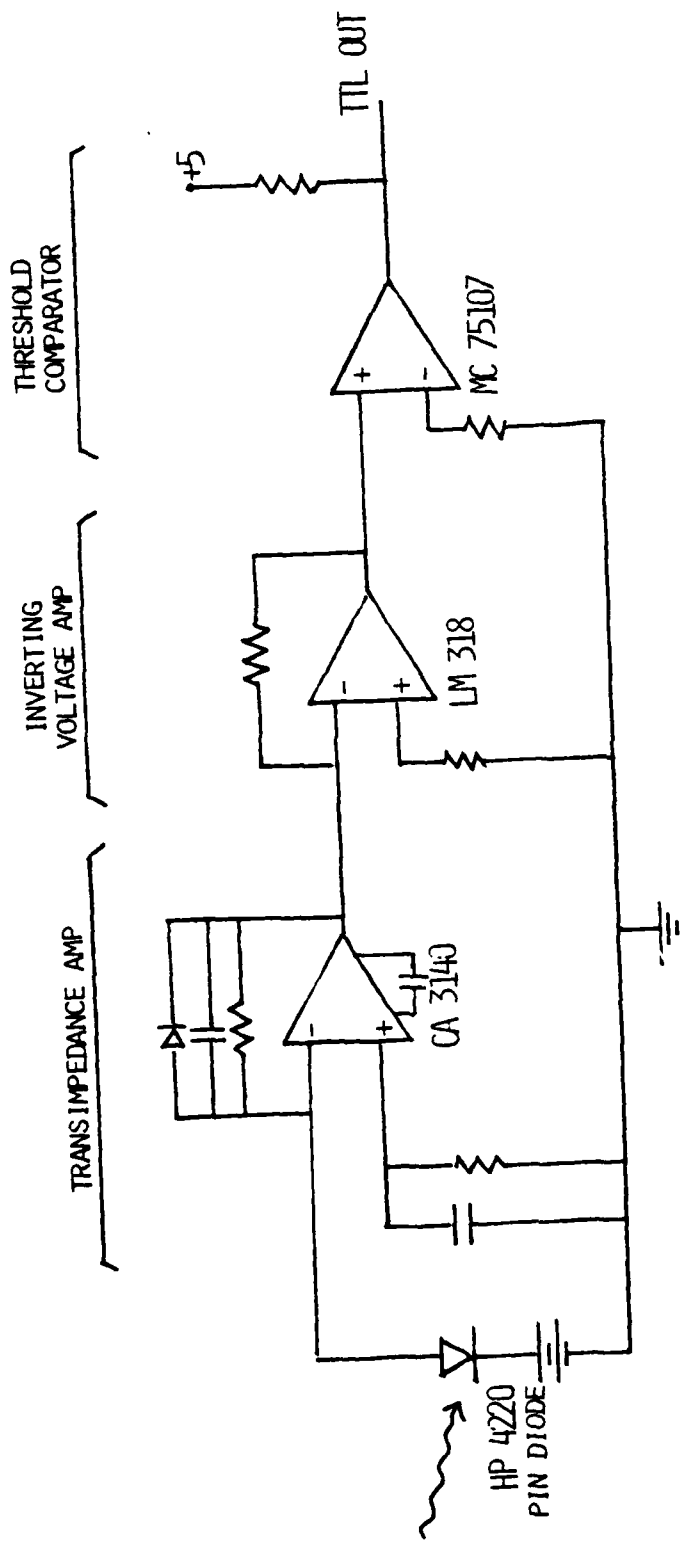 TRANSIMPEDANCE AMP
INVERTING
VOLTAGE AMP
THRESHOLD
COMPARATOR
+5
TTL OUT
-
+
CA 3140
-
+
LM 318
+
-
MC 75107
HP 4220
PIN DIODE